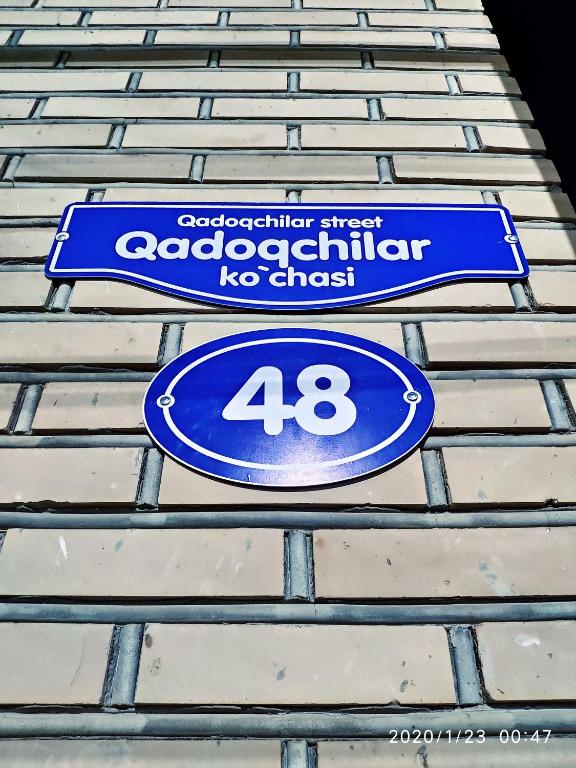 Qadoqchilar street
Qadoqchilar
ko`chasi
48
2020/1/23 00:47